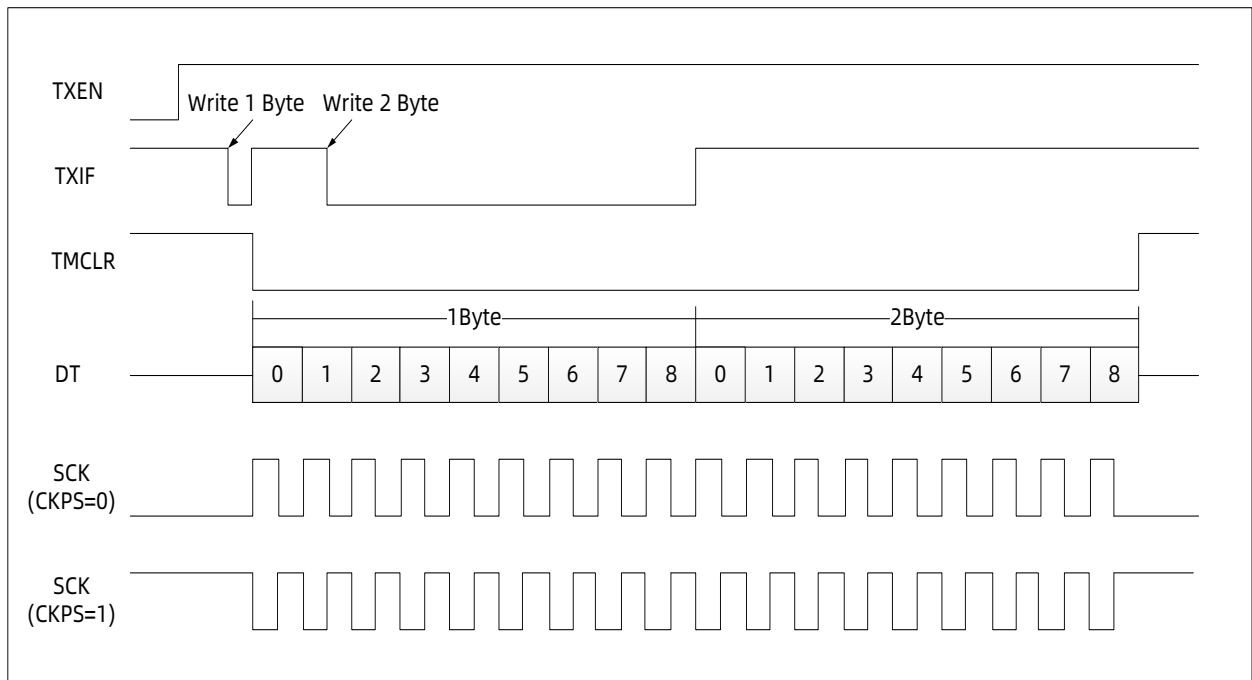 TXEN
Write 1 Byte Write 2 Byte
TXIF
TMCLR
1Byte 2Byte
DT 0 1 2 3 4 5 6 7 8 0 1 2 3 4 5 6 7 8
SCK
(CKPS=0)
SCK
(CKPS=1)